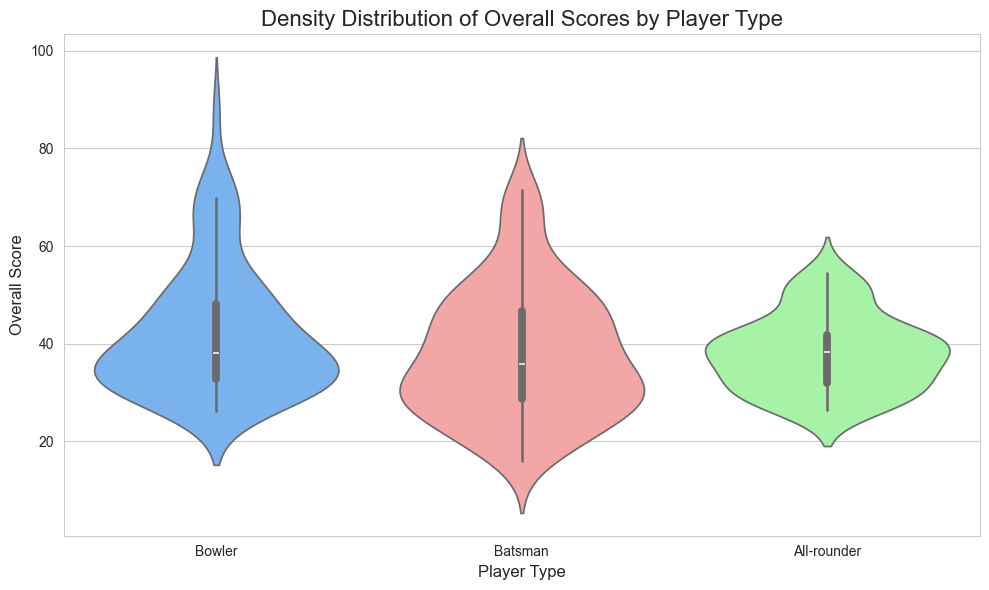 Density Distribution of Overall Scores by Player Type
100
80
60
40
20
Overall Score
Bowler
Batsman
All-rounder
Player Type